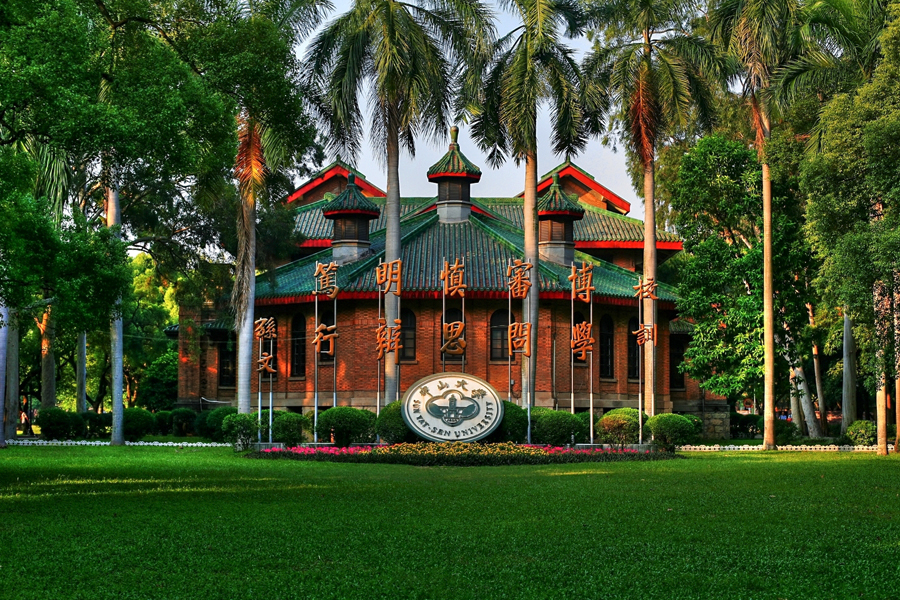 校訓
博學
審問
慎思
明辨
篤行
孫文
中山大學
SUN YAT-SEN UNIVERSITY